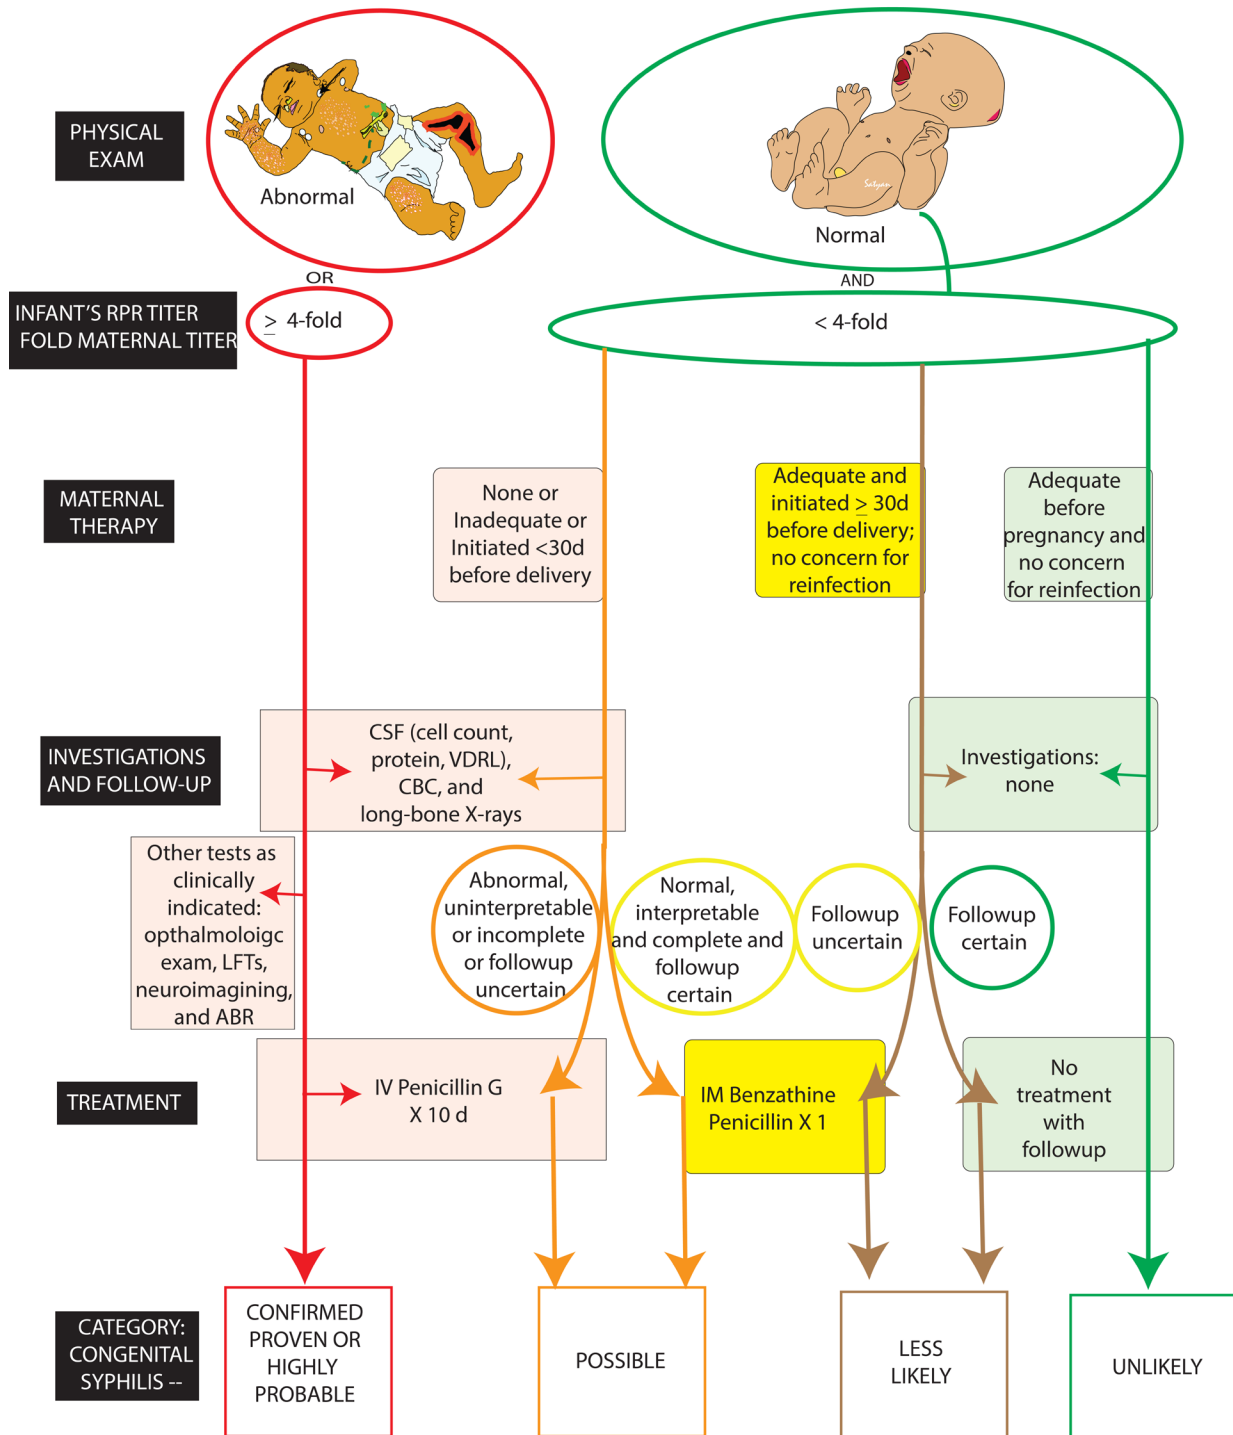 PHYSICAL
EXAM
Abnormal
Satyan
Normal
OR
AND
INFANT'S RPR TITER
FOLD MATERNAL TITER
≥ 4-fold
< 4-fold
MATERNAL
THERAPY
None or
Inadequate or
Initiated <30d
before delivery
Adequate and
initiated ≥ 30d
before delivery;
no concern for
reinfection
Adequate
before
pregnancy and
no concern
for reinfection
INVESTIGATIONS
AND FOLLOW-UP
CSF (cell count,
protein, VDRL),
CBC, and
long-bone X-rays
Investigations:
none
Other tests as
clinically
indicated:
opthalmoloigc
exam, LFTs,
neuroimagining,
and ABR
Abnormal,
uninterpretable
or incomplete
or followup
uncertain
Normal,
interpretable
and complete and
followup
certain
Followup
uncertain
Followup
certain
TREATMENT
IV Penicillin G
X 10 d
IM Benzathine
Penicillin X 1
No
treatment
with
followup
CATEGORY:
CONGENITAL
SYPHILIS --
CONFIRMED
PROVEN OR
HIGHLY
PROBABLE
POSSIBLE
LESS
LIKELY
UNLIKELY